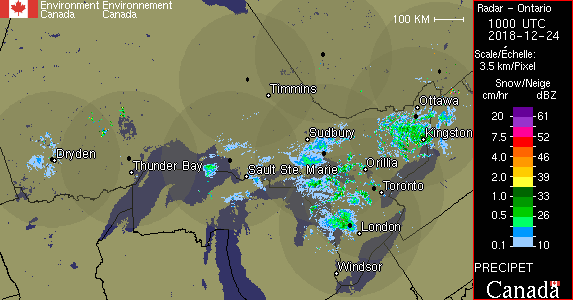 Environment Environnement
Canada Canada
100 KM
Radar - Ontario
1000 UTC
2018-12-24
Scale/Échelle:
3.5 km/Pixel
Snow/Neige
cm/hr dBZ
20 61
7.5 52
4.0 46
2.0 39
1.0 33
0.5 26
0.1 10
PRECIPET
Canada
Timmins
Ottawa
Sudbury
Kingston
Dryden
Thunder Bay
Sault Ste. Marie
Orillia
Toronto
London
Windsor